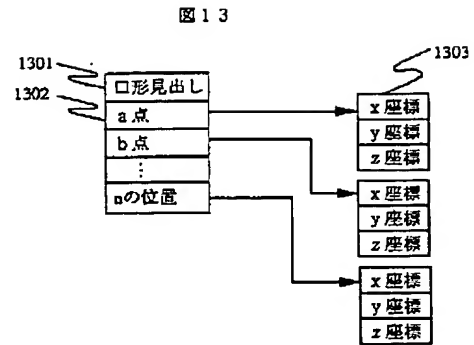 図13
1301
1302
1303
口形見出し
a点
b点
⋮
nの位置
x座標
y座標
z座標
x座標
y座標
z座標
x座標
y座標
z座標